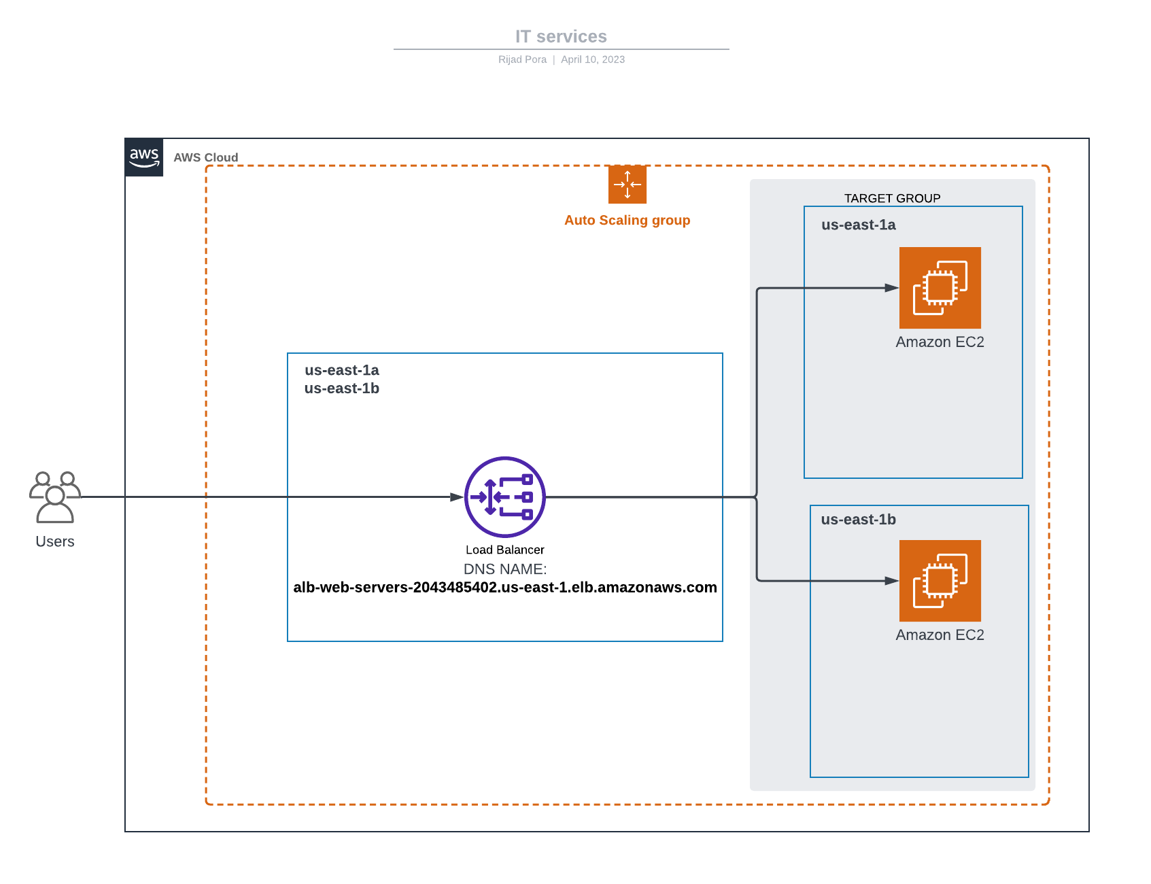 IT services
Rijad Pora | April 10, 2023
aws
AWS Cloud
Auto Scaling group
TARGET GROUP
us-east-1a
Amazon EC2
us-east-1a
us-east-1b
Users
Load Balancer
DNS NAME:
alb-web-servers-2043485402.us-east-1.elb.amazonaws.com
us-east-1b
Amazon EC2